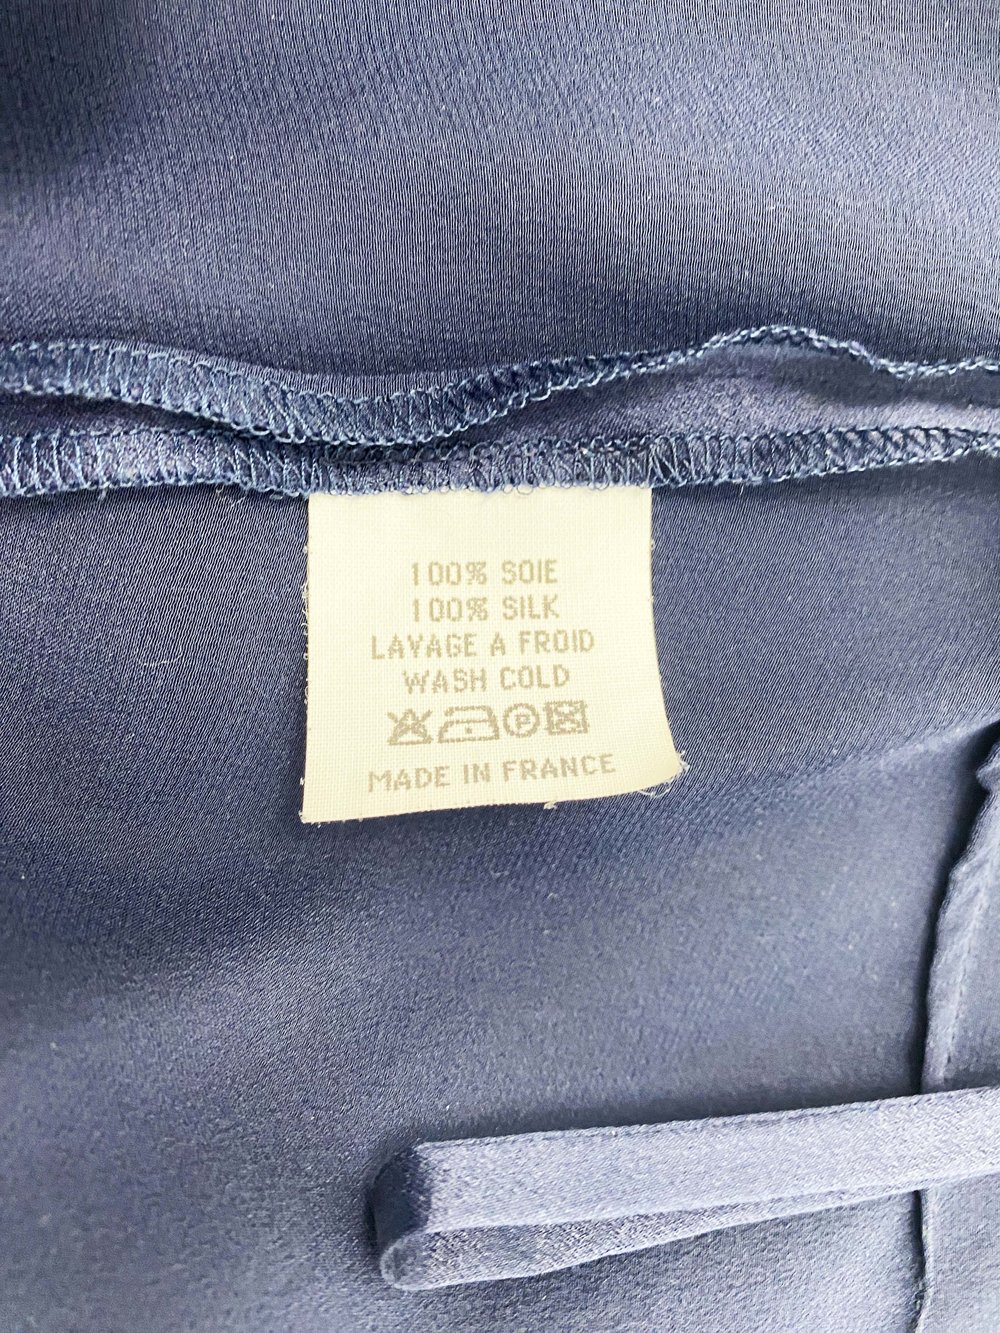 100% SOIE
100% SILK
LAVAGE A FROID
WASH COLD
P
MADE IN FRANCE